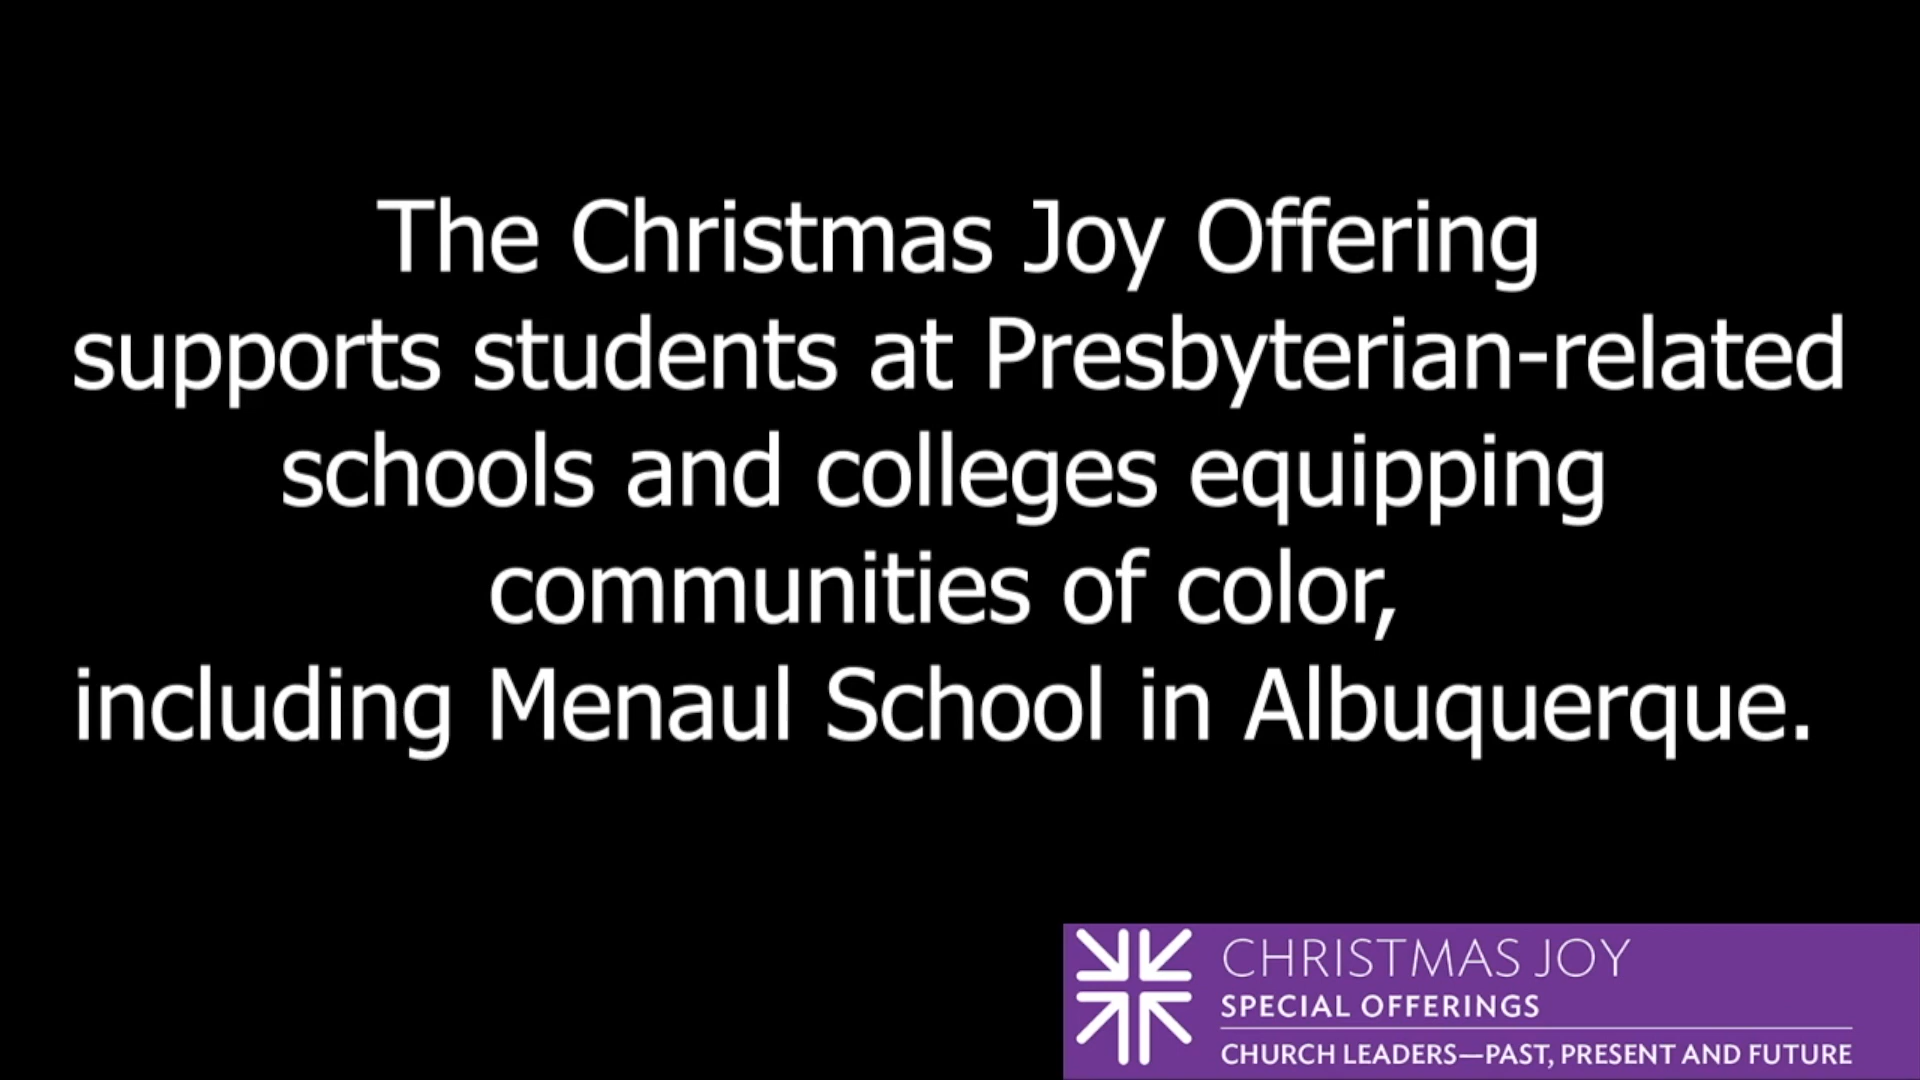 The Christmas Joy Offering
supports students at Presbyterian-related
schools and colleges equipping
communities of color,
including Menaul School in Albuquerque.
CHRISTMAS JOY
SPECIAL OFFERINGS
CHURCH LEADERS—PAST, PRESENT AND FUTURE